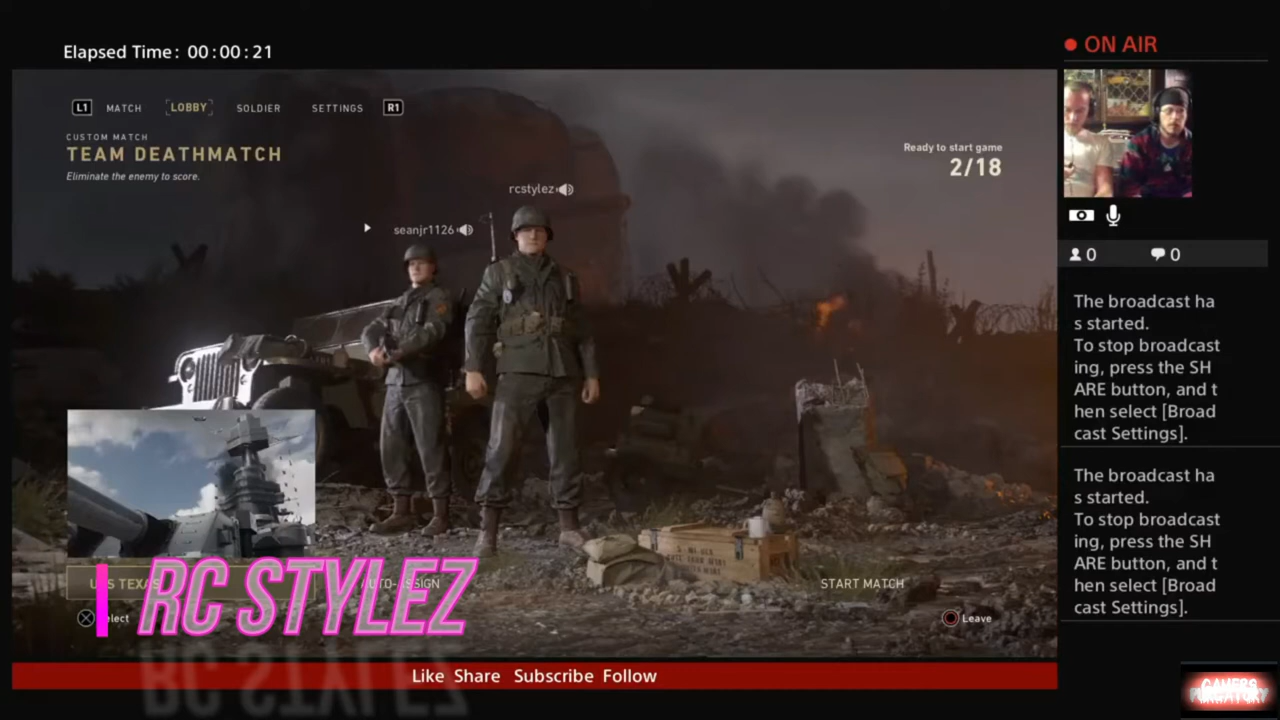 Elapsed Time: 00:00:21
ON AIR
L1 MATCH LOBBY SOLDIER SETTINGS R1
CUSTOM MATCH
TEAM DEATHMATCH
Eliminate the enemy to score.
Ready to start game
2/18
rcstylez
seanjr1126
0 0
The broadcast ha
s started.
To stop broadcast
ing, press the SH
ARE button, and t
hen select [Broad
cast Settings].
The broadcast ha
s started.
To stop broadcast
ing, press the SH
ARE button, and t
hen select [Broad
cast Settings].
RC STYLEZ
START MATCH
Leave
Like Share Subscribe Follow
GAMERS
PURGATORY